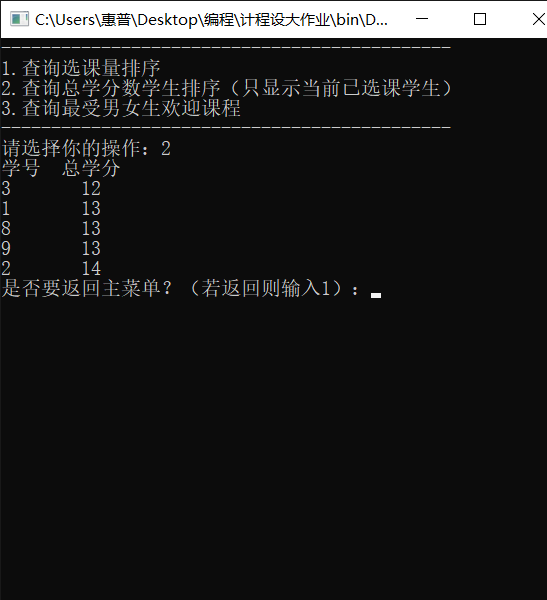 C:\Users\惠普\Desktop\编程\计程设大作业\bin\D...
---------------------------------------------
1.查询选课量排序
2.查询总学分数学生排序（只显示当前已选课学生）
3.查询最受男女生欢迎课程
---------------------------------------------
请选择你的操作：2
学号  总学分
3       12
1       13
8       13
9       13
2       14
是否要返回主菜单？（若返回则输入1）：